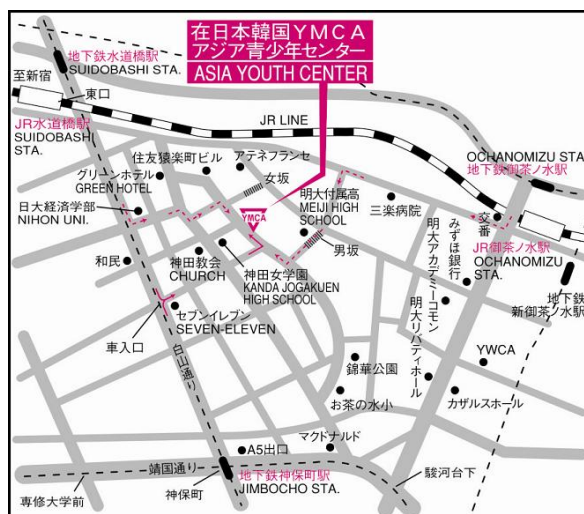 在日本韓国YMCA
アジア青少年センター
ASIA YOUTH CENTER
地下鉄水道橋駅
SUIDOBASHI STA.
至新宿
東口
JR LINE
JR水道橋駅
SUIDOBASHI
STA.
住友猿楽町ビル
アテネフランセ
OCHANOMIZU STA.
地下鉄御茶ノ水駅
グリーンホテル
GREEN HOTEL
女坂
明大付属高
MEIJI HIGH
SCHOOL
三楽病院
交番
日大経済学部
NIHON UNI.
YMCA
みずほ銀行
明大アカデミーコモン
JR御茶ノ水駅
OCHANOMIZU
STA.
和民
神田教会
CHURCH
神田女学園
KANDA JOGAKUEN
HIGH SCHOOL
男坂
地下鉄
新御茶ノ水駅
セブンイレブン
SEVEN-ELEVEN
車入口
白山通り
明大リバティホール
錦華公園
YWCA
お茶の水小
カザルスホール
A5出口
マクドナルド
靖国通り
地下鉄神保町駅
JIMBOCHO STA.
専修大学前
神保町
駿河台下